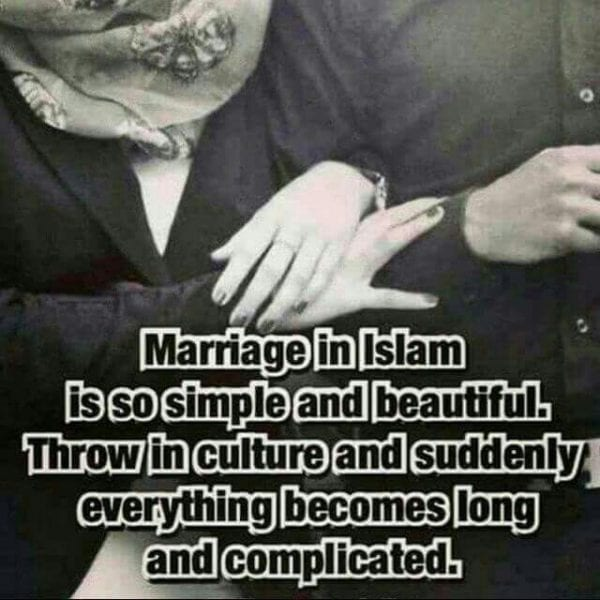 Marriage in Islam
is so simple and beautiful.
Throw in culture and suddenly
everything becomes long
and complicated.